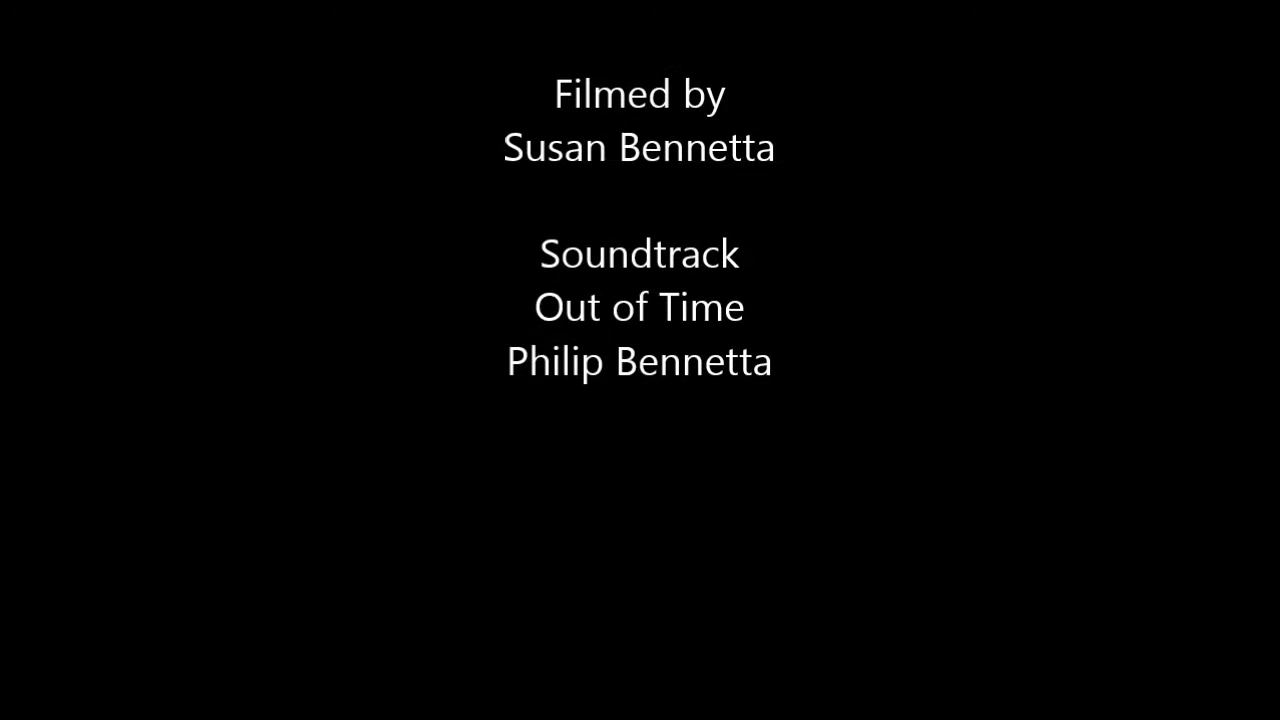 Filmed by
Susan Bennetta
Soundtrack
Out of Time
Philip Bennetta